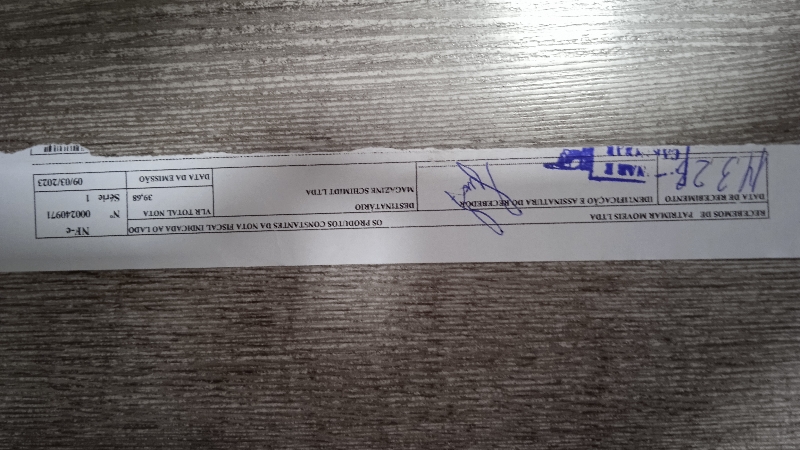 RECEBEMOS DE PATRIMAR MOVEIS LTDA OS PRODUTOS CONSTANTES DA NOTA FISCAL INDICADA AO LADO
DATA DE RECEBIMENTO
IDENTIFICAÇÃO E ASSINATURA DO RECEBEDOR
DESTINATÁRIO
MAGAZINE SCHIMIDT LTDA
VLR TOTAL NOTA
39,68
DATA DA EMISSÃO
09/03/2023
NF-e
Nº 000240971
Série 1